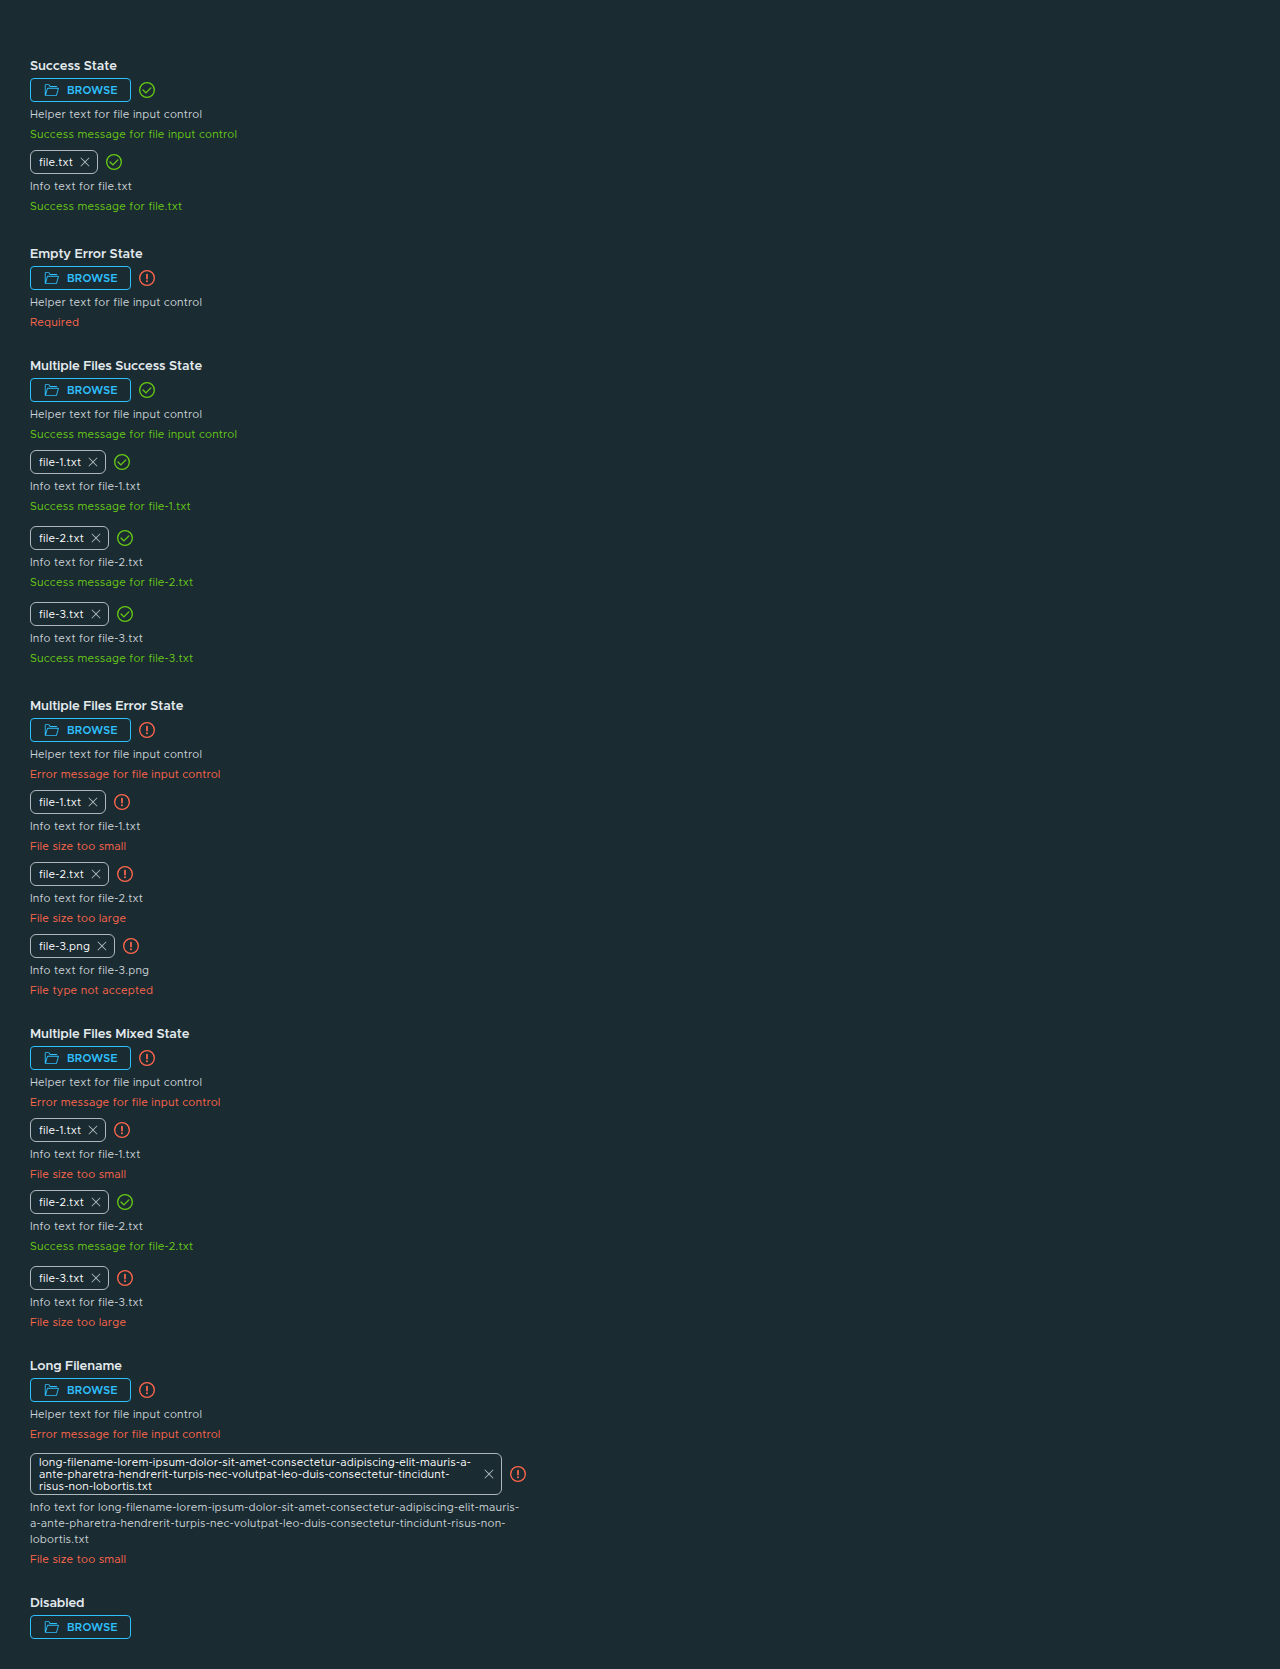 Success State
BROWSE
Helper text for file input control
Success message for file input control
file.txt
Info text for file.txt
Success message for file.txt
Empty Error State
BROWSE
Helper text for file input control
Required
Multiple Files Success State
BROWSE
Helper text for file input control
Success message for file input control
file-1.txt
Info text for file-1.txt
Success message for file-1.txt
file-2.txt
Info text for file-2.txt
Success message for file-2.txt
file-3.txt
Info text for file-3.txt
Success message for file-3.txt
Multiple Files Error State
BROWSE
Helper text for file input control
Error message for file input control
file-1.txt
Info text for file-1.txt
File size too small
file-2.txt
Info text for file-2.txt
File size too large
file-3.png
Info text for file-3.png
File type not accepted
Multiple Files Mixed State
BROWSE
Helper text for file input control
Error message for file input control
file-1.txt
Info text for file-1.txt
File size too small
file-2.txt
Info text for file-2.txt
Success message for file-2.txt
file-3.txt
Info text for file-3.txt
File size too large
Long Filename
BROWSE
Helper text for file input control
Error message for file input control
long-filename-lorem-ipsum-dolor-sit-amet-consectetur-adipiscing-elit-mauris-a-
ante-pharetra-hendrerit-turpis-nec-volutpat-leo-duis-consectetur-tincidunt-
risus-non-lobortis.txt
Info text for long-filename-lorem-ipsum-dolor-sit-amet-consectetur-adipiscing-elit-mauris-
a-ante-pharetra-hendrerit-turpis-nec-volutpat-leo-duis-consectetur-tincidunt-risus-non-
lobortis.txt
File size too small
Disabled
BROWSE